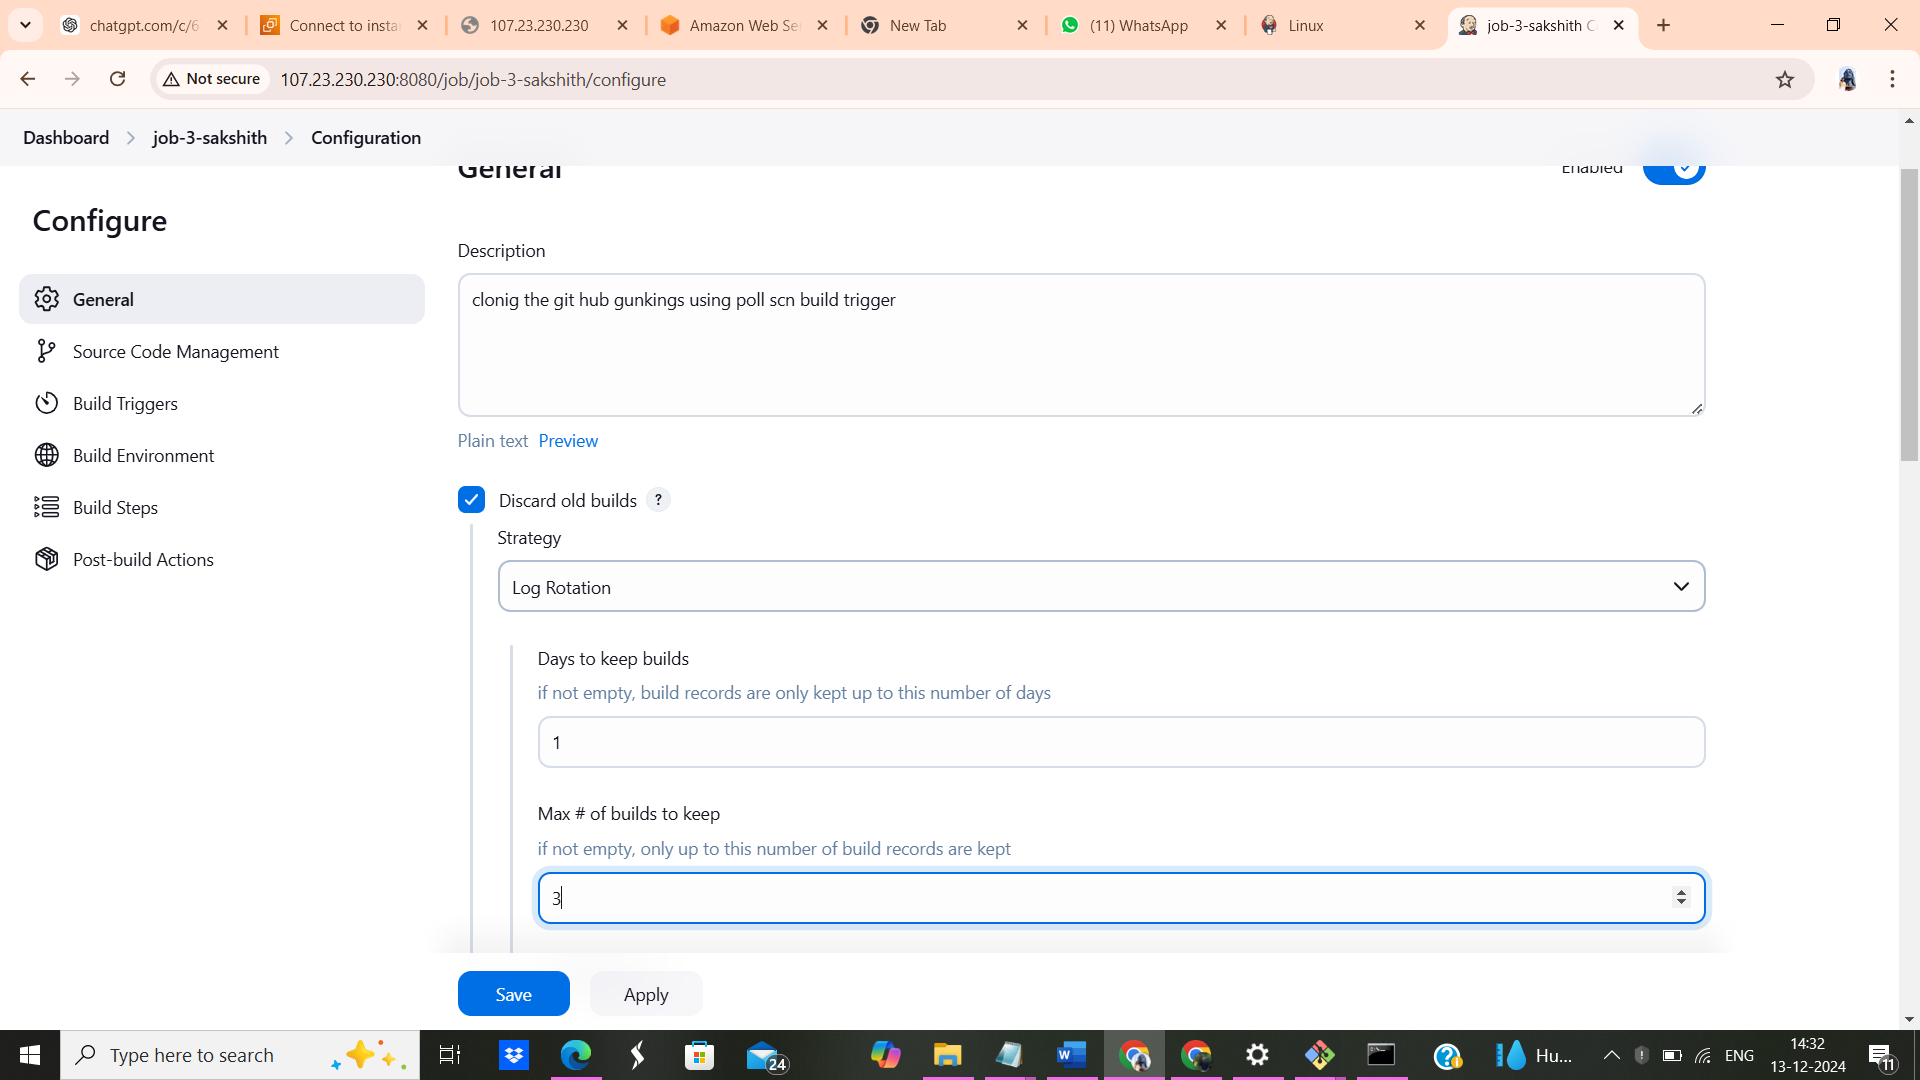 chatgpt.com/c/6
Connect to insta
107.23.230.230
Amazon Web Se
New Tab
(11) WhatsApp
Linux
job-3-sakshith C
Not secure
107.23.230.230:8080/job/job-3-sakshith/configure
Dashboard
job-3-sakshith
Configuration
General
Enabled
Configure
General
Source Code Management
Build Triggers
Build Environment
Build Steps
Post-build Actions
Description
clonig the git hub gunkings using poll scn build trigger
Plain text Preview
Discard old builds ?
Strategy
Log Rotation
Days to keep builds
if not empty, build records are only kept up to this number of days
1
Max # of builds to keep
if not empty, only up to this number of build records are kept
3
Save
Apply
Type here to search
24
Hu...
ENG
14:32
13-12-2024
11